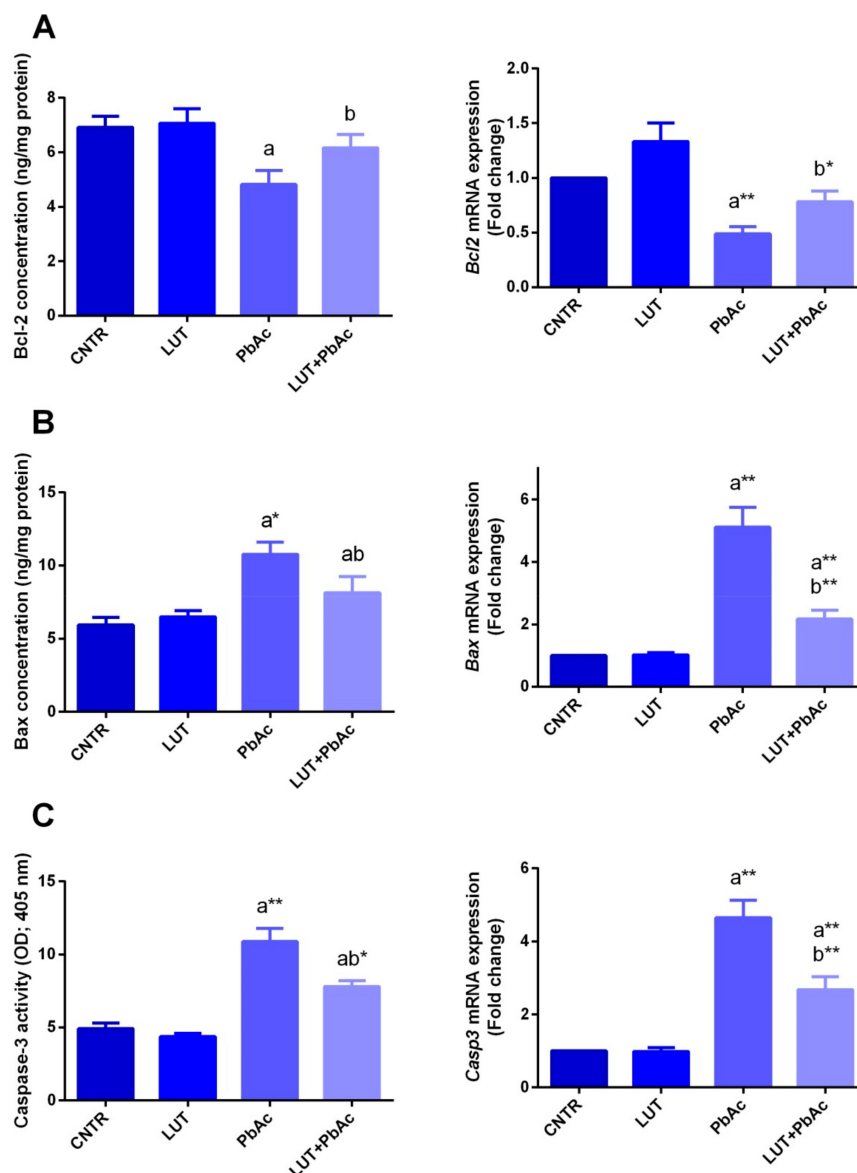 A
Bcl-2 concentration (ng/mg protein)
8
6
4
2
0
a
b
CNTR
LUT
PbAc
LUT+PbAc
Bcl2 mRNA expression
(Fold change)
2.0
1.5
1.0
0.5
0.0
a**
b*
CNTR
LUT
PbAc
LUT+PbAc
B
Bax concentration (ng/mg protein)
15
10
5
0
a*
ab
CNTR
LUT
PbAc
LUT+PbAc
Bax mRNA expression
(Fold change)
6
4
2
0
a**
a**
b**
CNTR
LUT
PbAc
LUT+PbAc
C
Caspase-3 activity (OD; 405 nm)
15
10
5
0
a**
ab*
CNTR
LUT
PbAc
LUT+PbAc
Casp3 mRNA expression
(Fold change)
6
4
2
0
a**
a**
b**
CNTR
LUT
PbAc
LUT+PbAc